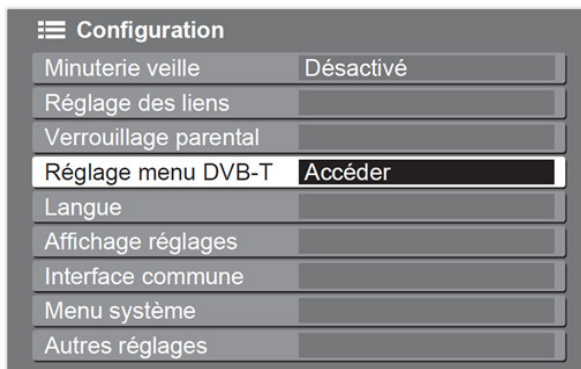 Configuration
Minuterie veille Désactivé
Réglage des liens
Verrouillage parental
Réglage menu DVB-T Accéder
Langue
Affichage réglages
Interface commune
Menu système
Autres réglages